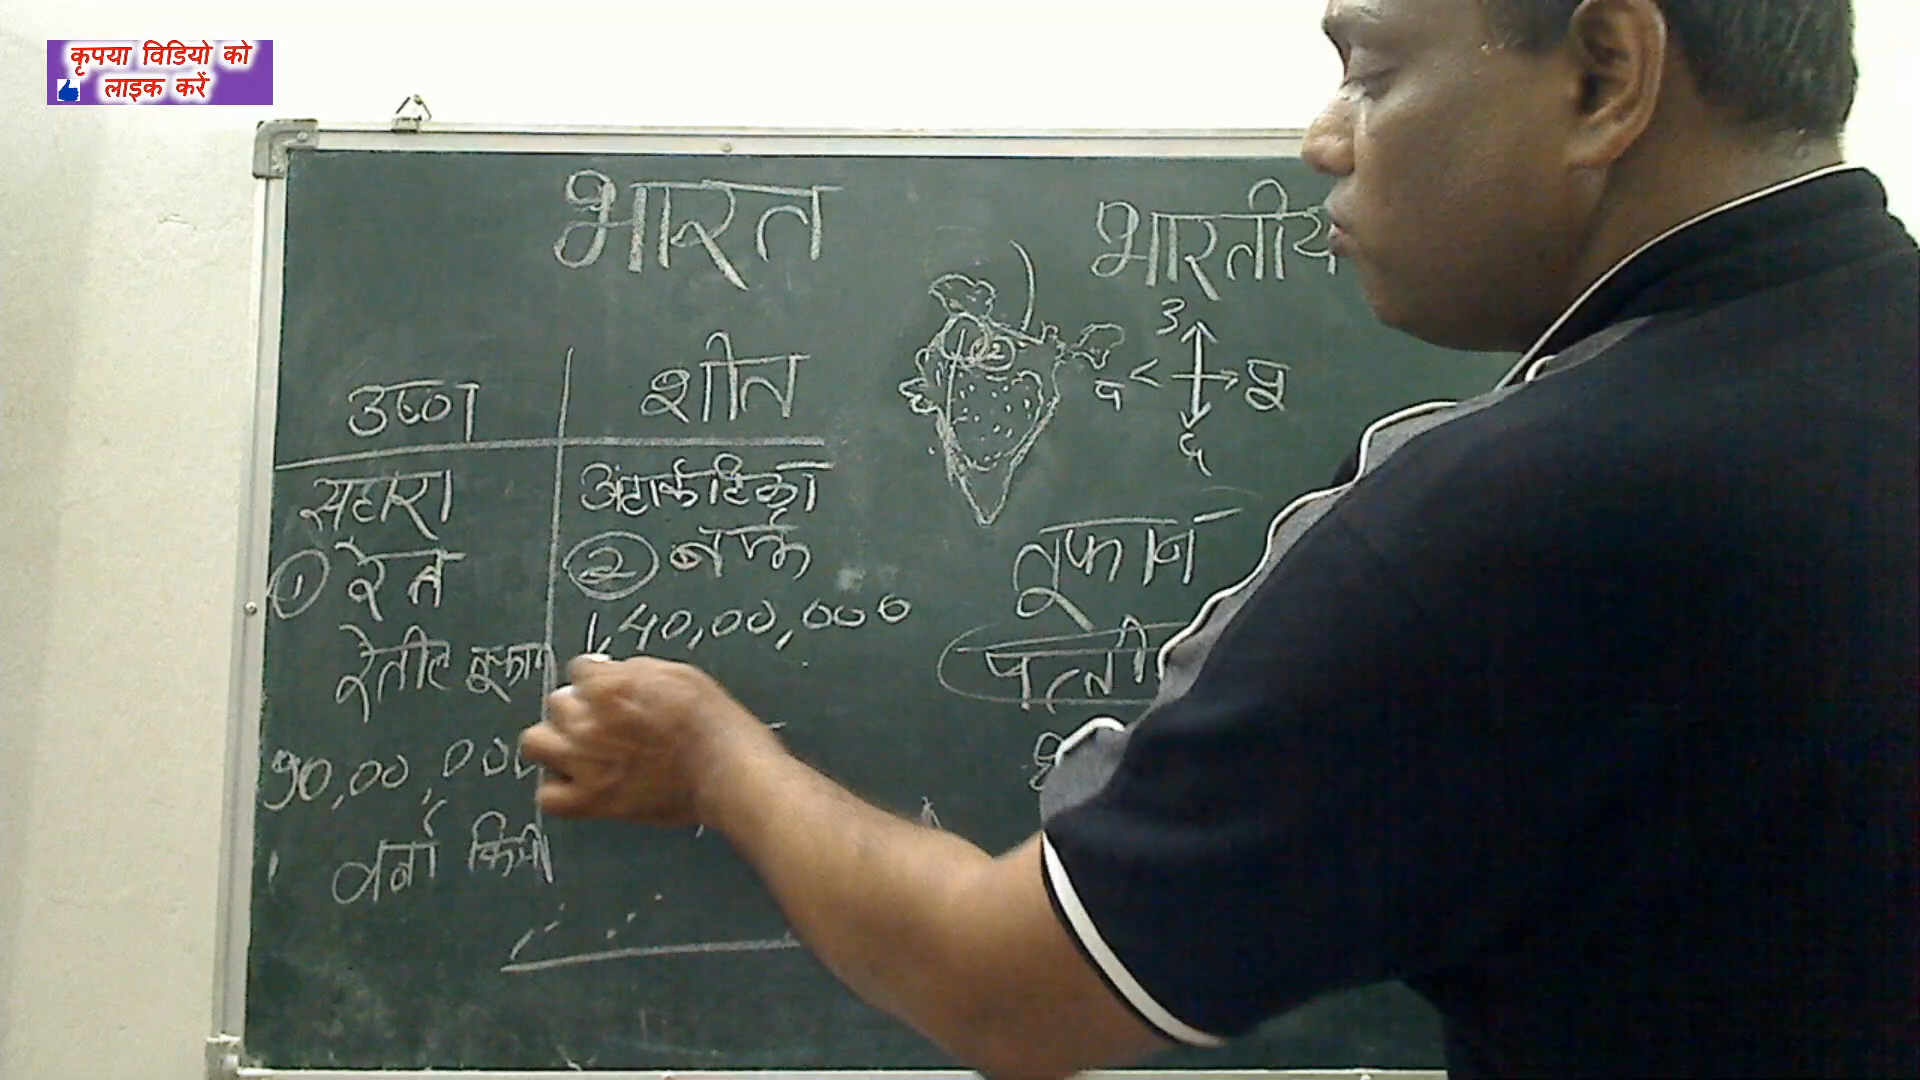 कृपया विडियो को
लाइक करें
भारत
भारतीय
उ
द
उष्ण
शीत
सहारा
अंटार्कटिका
① रेत
② बर्फ
रेतीले तूफान
1,40,00,000
90,00,000
वर्ग किमी
तूफान
पत्नी